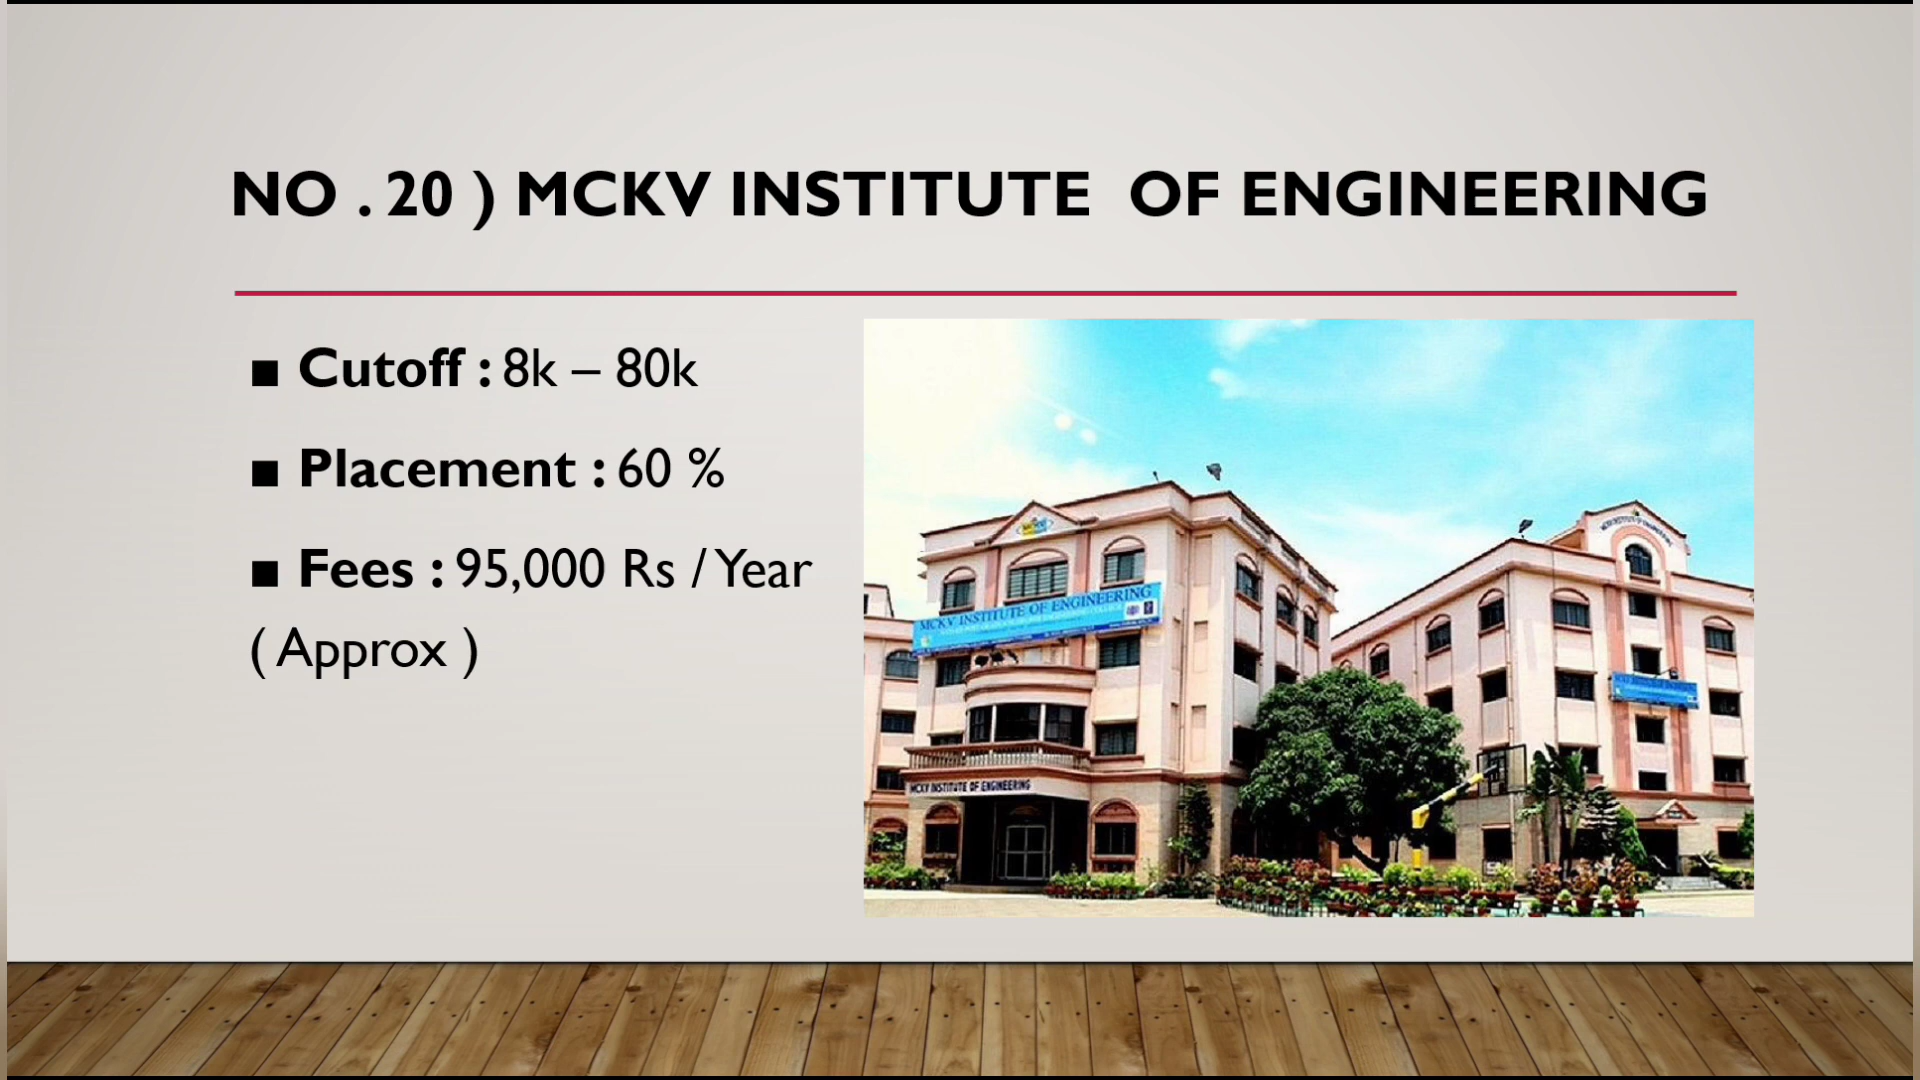 NO . 20 ) MCKV INSTITUTE OF ENGINEERING
■ Cutoff : 8k – 80k
■ Placement : 60 %
■ Fees : 95,000 Rs / Year
( Approx )
MCKV INSTITUTE OF ENGINEERING
MCKV INSTITUTE OF ENGINEERING